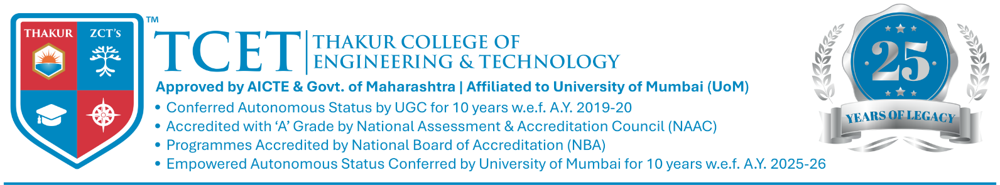 THAKUR ZCT's
TM
TCET THAKUR COLLEGE OF
ENGINEERING & TECHNOLOGY
Approved by AICTE & Govt. of Maharashtra | Affiliated to University of Mumbai (UoM)
• Conferred Autonomous Status by UGC for 10 years w.e.f. A.Y. 2019-20
• Accredited with ‘A’ Grade by National Assessment & Accreditation Council (NAAC)
• Programmes Accredited by National Board of Accreditation (NBA)
• Empowered Autonomous Status Conferred by University of Mumbai for 10 years w.e.f. A.Y. 2025-26
25
YEARS OF LEGACY